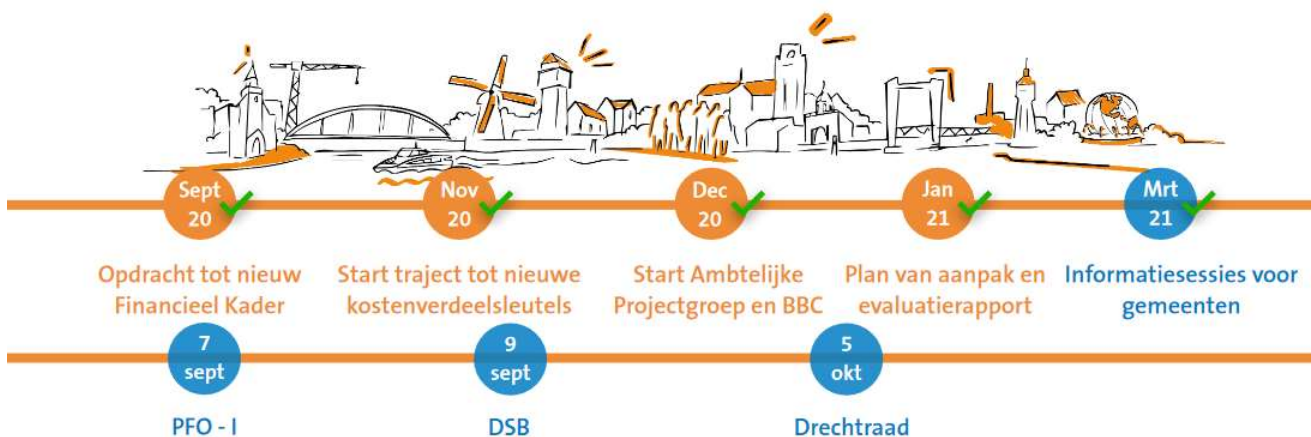 Sept
20
Nov
20
Dec
20
Jan
21
Mrt
21
Opdracht tot nieuw
Financieel Kader
Start traject tot nieuwe
kostenverdeelsleutels
Start Ambtelijke
Projectgroep en BBC
Plan van aanpak en
evaluatierapport
Informatiesessies voor
gemeenten
7
sept
9
sept
5
okt
PFO - I
DSB
Drechtraad